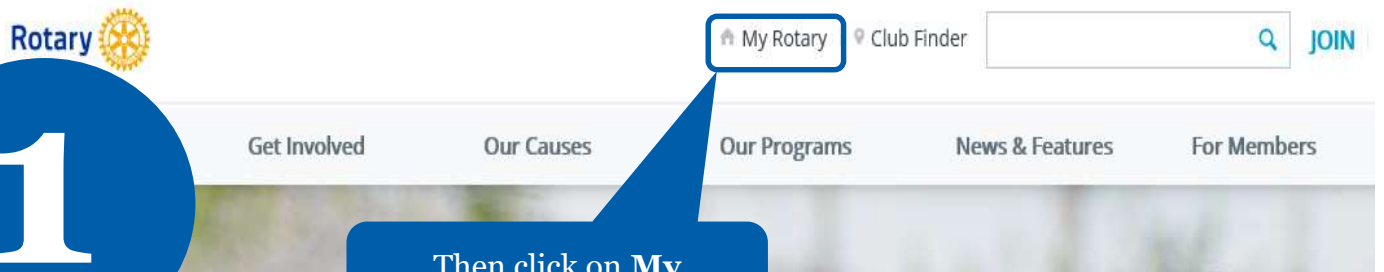 Rotary
My Rotary
Club Finder
JOIN
1
Get Involved
Our Causes
Our Programs
News & Features
For Members
Then click on My